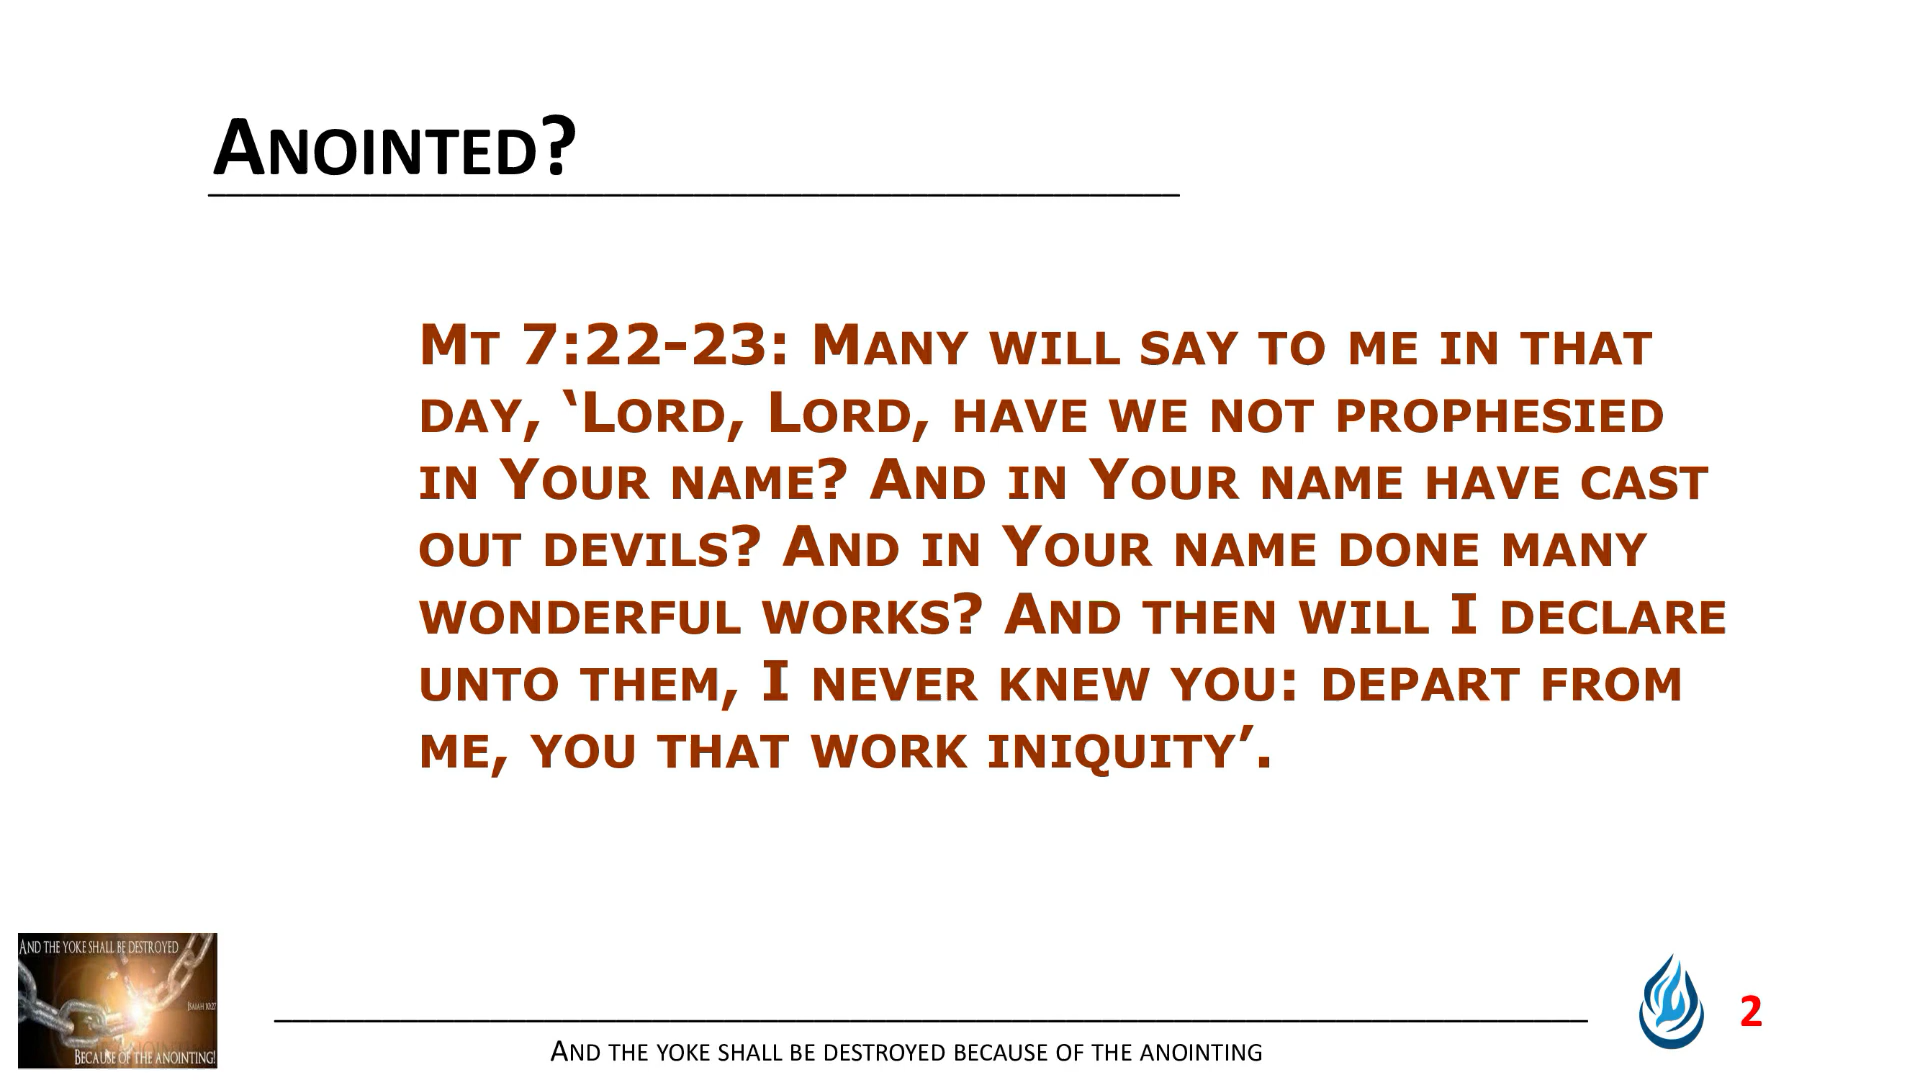 Anointed?
Mt 7:22-23: Many will say to me in that
day, ‘Lord, Lord, have we not prophesied
in Your name? And in Your name have cast
out devils? And in Your name done many
wonderful works? And then will I declare
unto them, I never knew you: depart from
me, you that work iniquity’.
And the yoke shall be destroyed
Isaiah 10:27
Because of the anointing!
And the yoke shall be destroyed because of the anointing
2